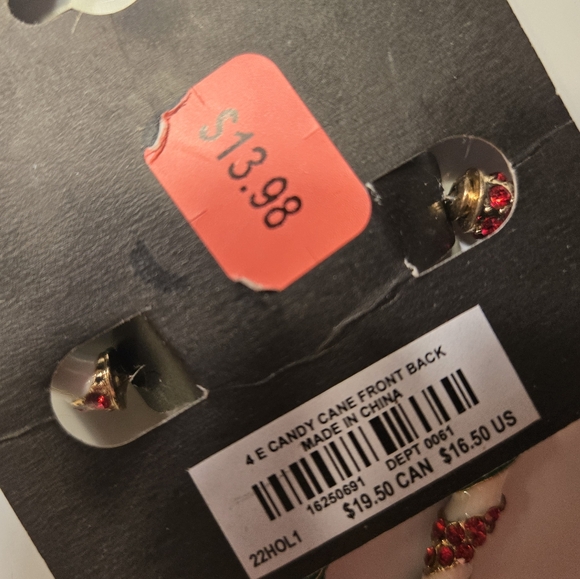 $13.98
4 E CANDY CANE FRONT BACK
MADE IN CHINA
16250691 DEPT 0061
$19.50 CAN $16.50 US
22HOL1